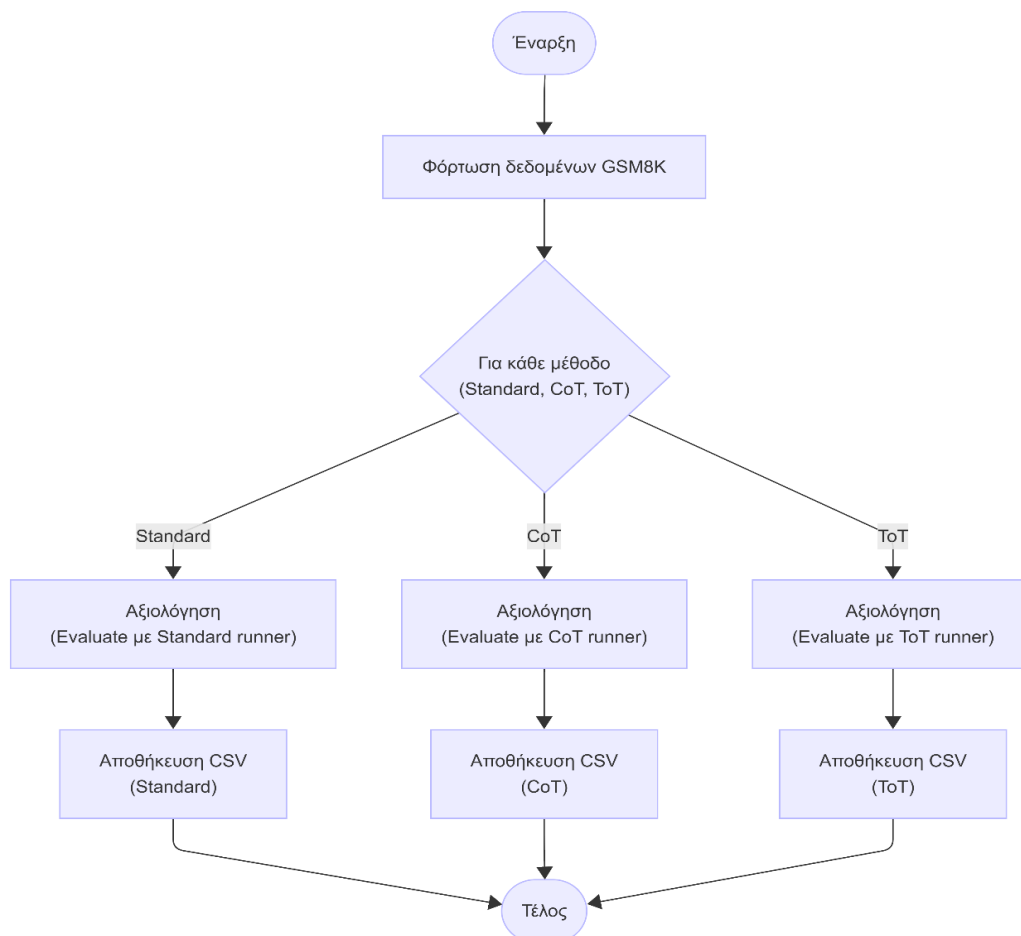 Έναρξη
Φόρτωση δεδομένων GSM8K
Για κάθε μέθοδο
(Standard, CoT, ToT)
Standard
CoT
ToT
Αξιολόγηση
(Evaluate με Standard runner)
Αξιολόγηση
(Evaluate με CoT runner)
Αξιολόγηση
(Evaluate με ToT runner)
Αποθήκευση CSV
(Standard)
Αποθήκευση CSV
(CoT)
Αποθήκευση CSV
(ToT)
Τέλος